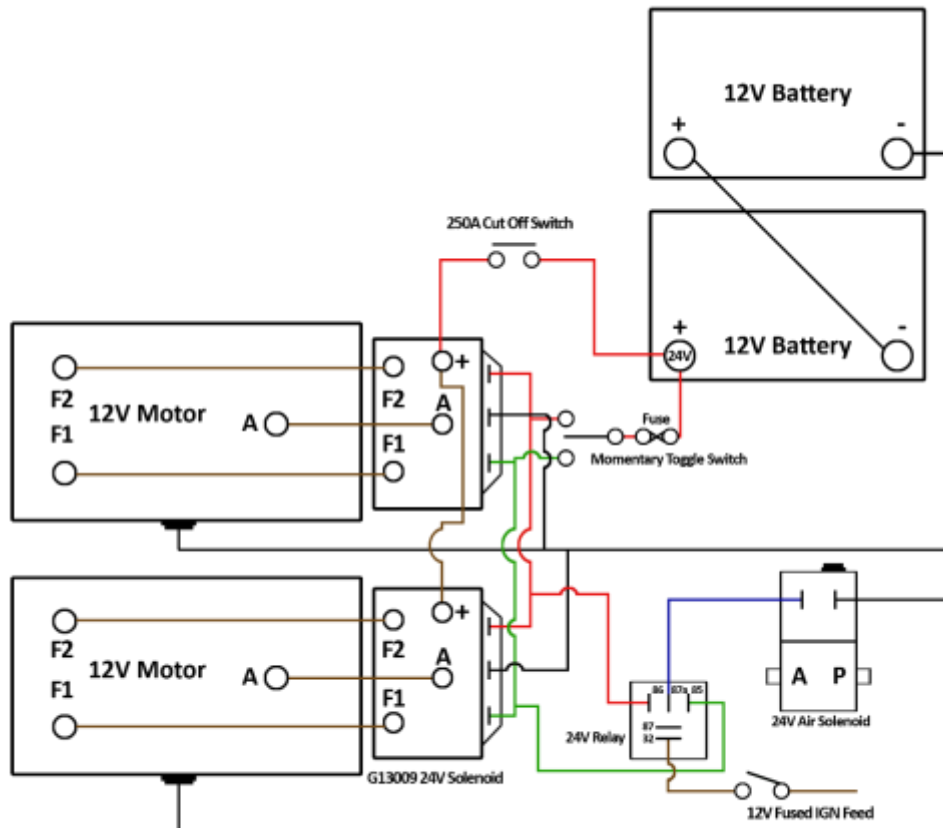 12V Battery
+
-
12V Battery
+
-
24V
250A Cut Off Switch
Fuse
Momentary Toggle Switch
12V Motor
F2
F1
A
F2
+
A
F1
12V Motor
F2
F1
A
F2
+
A
F1
G13009 24V Solenoid
86 87a 85
87
32
24V Relay
A P
24V Air Solenoid
12V Fused IGN Feed